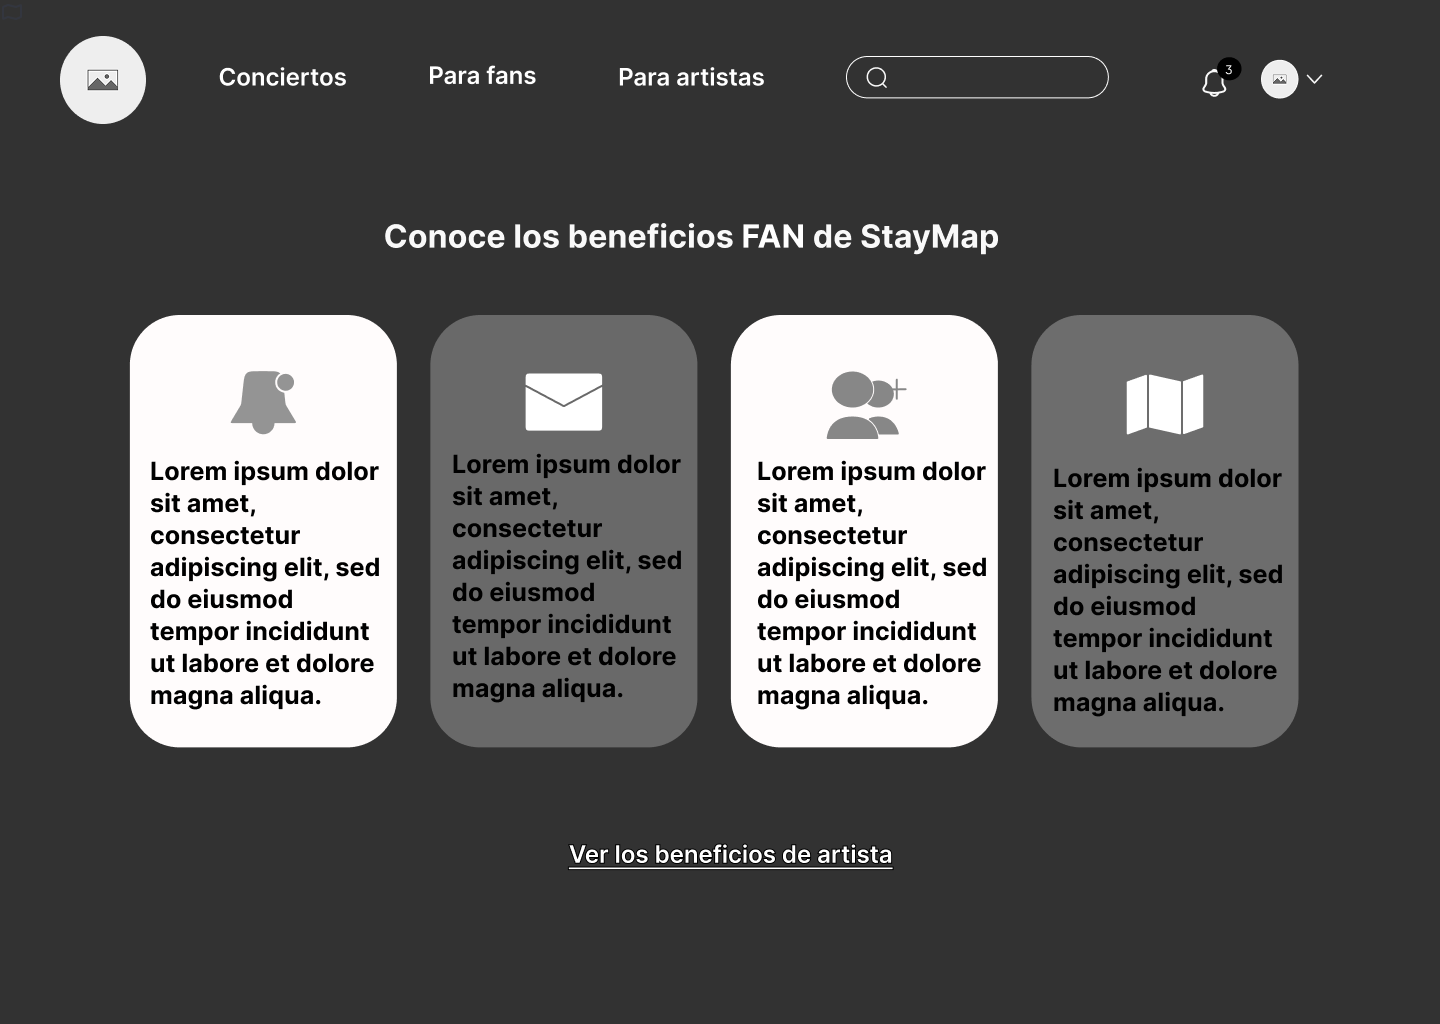 Conciertos
Para fans
Para artistas
3
Conoce los beneficios FAN de StayMap
Lorem ipsum dolor
sit amet,
consectetur
adipiscing elit, sed
do eiusmod
tempor incididunt
ut labore et dolore
magna aliqua.
Lorem ipsum dolor
sit amet,
consectetur
adipiscing elit, sed
do eiusmod
tempor incididunt
ut labore et dolore
magna aliqua.
Lorem ipsum dolor
sit amet,
consectetur
adipiscing elit, sed
do eiusmod
tempor incididunt
ut labore et dolore
magna aliqua.
Lorem ipsum dolor
sit amet,
consectetur
adipiscing elit, sed
do eiusmod
tempor incididunt
ut labore et dolore
magna aliqua.
Ver los beneficios de artista